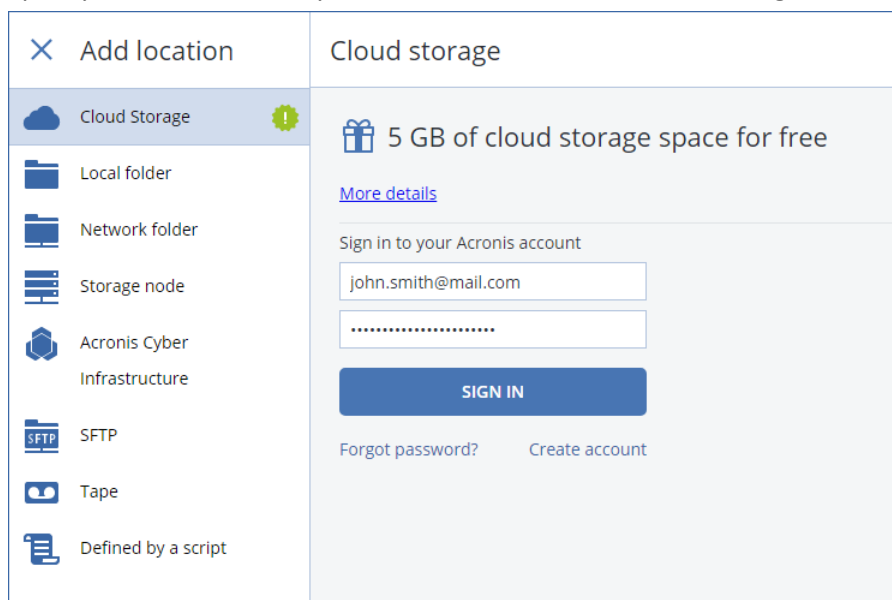 Add location
Cloud Storage
Local folder
Network folder
Storage node
Acronis Cyber
Infrastructure
SFTP
SFTP
Tape
Defined by a script
Cloud storage
5 GB of cloud storage space for free
More details
Sign in to your Acronis account
john.smith@mail.com
•••••••••••••••••••••••
SIGN IN
Forgot password?
Create account